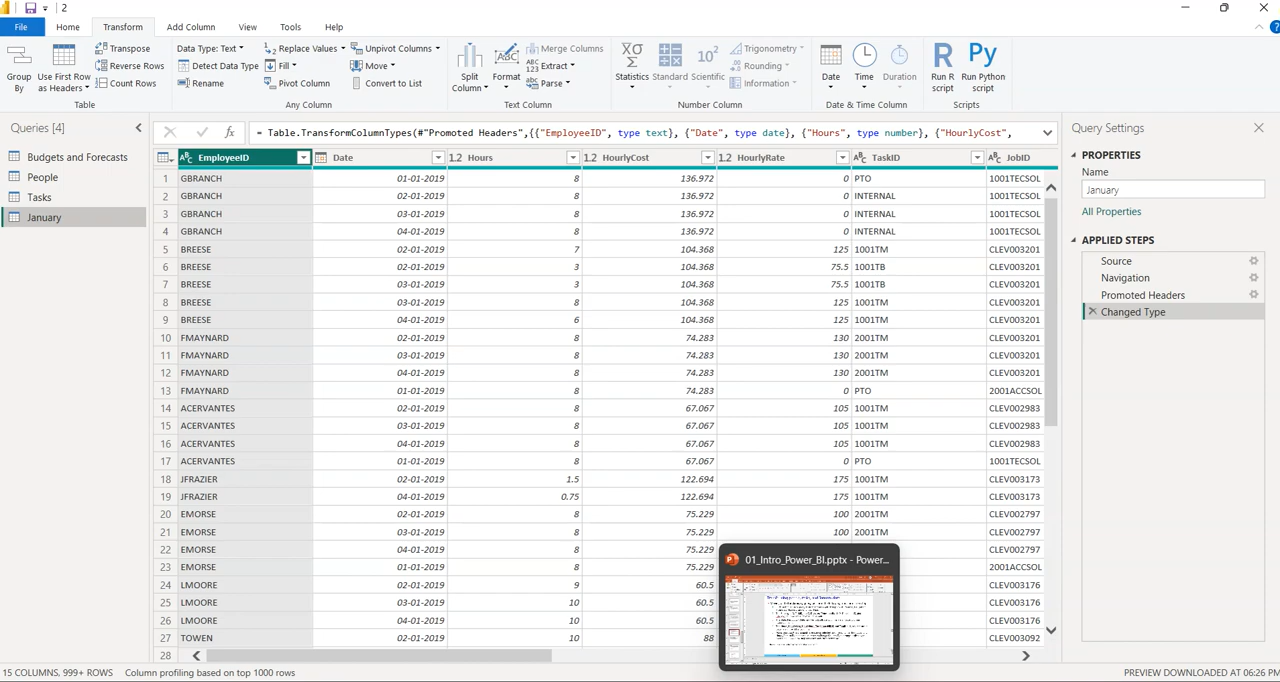 2
File Home Transform Add Column View Tools Help
Group By
Use First Row as Headers
Transpose
Reverse Rows
Count Rows
Table
Data Type: Text
Detect Data Type
Rename
Replace Values
Fill
Pivot Column
Unpivot Columns
Move
Convert to List
Any Column
Split Column
Format
Merge Columns
Extract
Parse
Text Column
Statistics
Standard
Scientific
Trigonometry
Rounding
Information
Number Column
Date
Time
Duration
Date & Time Column
Run R script
Run Python script
Scripts
Queries [4]
Budgets and Forecasts
People
Tasks
January
= Table.TransformColumnTypes(#"Promoted Headers",{{"EmployeeID", type text}, {"Date", type date}, {"Hours", type number}, {"HourlyCost",
EmployeeID Date 1.2 Hours 1.2 HourlyCost 1.2 HourlyRate TaskID JobID
1 GBRANCH 01-01-2019 8 136.972 0 PTO 1001TECSOL
2 GBRANCH 02-01-2019 8 136.972 0 INTERNAL 1001TECSOL
3 GBRANCH 03-01-2019 8 136.972 0 INTERNAL 1001TECSOL
4 GBRANCH 04-01-2019 8 136.972 0 INTERNAL 1001TECSOL
5 BREESE 02-01-2019 7 104.368 125 1001TM CLEV003201
6 BREESE 02-01-2019 3 104.368 75.5 1001TB CLEV003201
7 BREESE 03-01-2019 3 104.368 75.5 1001TB CLEV003201
8 BREESE 03-01-2019 8 104.368 125 1001TM CLEV003201
9 BREESE 04-01-2019 6 104.368 125 1001TM CLEV003201
10 FMAYNARD 02-01-2019 8 74.283 130 2001TM CLEV003201
11 FMAYNARD 03-01-2019 8 74.283 130 2001TM CLEV003201
12 FMAYNARD 04-01-2019 8 74.283 130 2001TM CLEV003201
13 FMAYNARD 01-01-2019 8 74.283 0 PTO 2001ACCSOL
14 ACERVANTES 02-01-2019 8 67.067 105 1001TM CLEV002983
15 ACERVANTES 03-01-2019 8 67.067 105 1001TM CLEV002983
16 ACERVANTES 04-01-2019 8 67.067 105 1001TM CLEV002983
17 ACERVANTES 01-01-2019 8 67.067 0 PTO 1001TECSOL
18 JFRAZIER 02-01-2019 1.5 122.694 175 1001TM CLEV003173
19 JFRAZIER 04-01-2019 0.75 122.694 175 1001TM CLEV003173
20 EMORSE 02-01-2019 8 75.229 100 2001TM CLEV002797
21 EMORSE 03-01-2019 8 75.229 100 2001TM CLEV002797
22 EMORSE 04-01-2019 8 75.229 CLEV002797
23 EMORSE 01-01-2019 8 75.229 2001ACCSOL
24 LMOORE 02-01-2019 9 60.5 CLEV003176
25 LMOORE 03-01-2019 10 60.5 CLEV003176
26 LMOORE 04-01-2019 10 60.5 CLEV003176
27 TOWEN 02-01-2019 10 88 CLEV003092
28
01_Intro_Power_BI.pptx - Power...
Query Settings
PROPERTIES
Name
January
All Properties
APPLIED STEPS
Source
Navigation
Promoted Headers
Changed Type
15 COLUMNS, 999+ ROWS Column profiling based on top 1000 rows
PREVIEW DOWNLOADED AT 06:26 PM